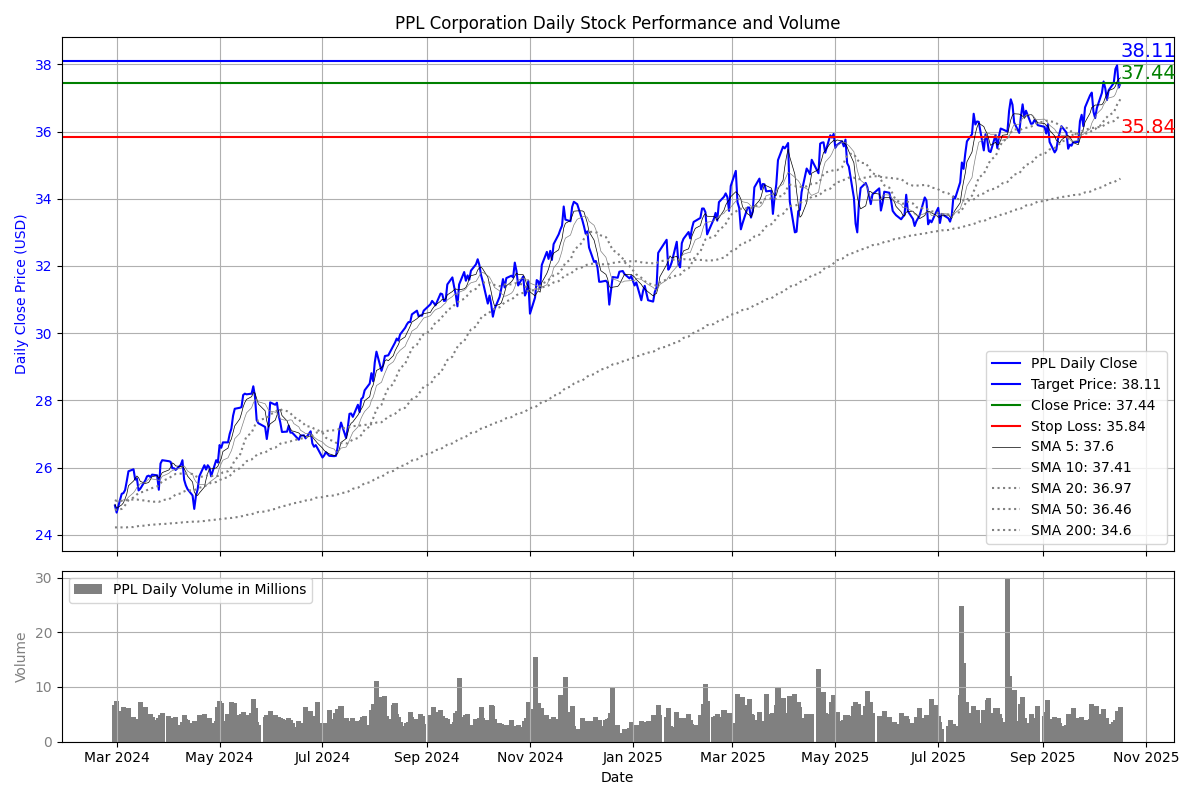 PPL Corporation Daily Stock Performance and Volume
38.11
37.44
35.84
38
36
34
32
30
28
26
24
Daily Close Price (USD)
PPL Daily Close
Target Price: 38.11
Close Price: 37.44
Stop Loss: 35.84
SMA 5: 37.6
SMA 10: 37.41
SMA 20: 36.97
SMA 50: 36.46
SMA 200: 34.6
30
20
10
0
Volume
PPL Daily Volume in Millions
Mar 2024 May 2024 Jul 2024 Sep 2024 Nov 2024 Jan 2025 Mar 2025 May 2025 Jul 2025 Sep 2025 Nov 2025
Date